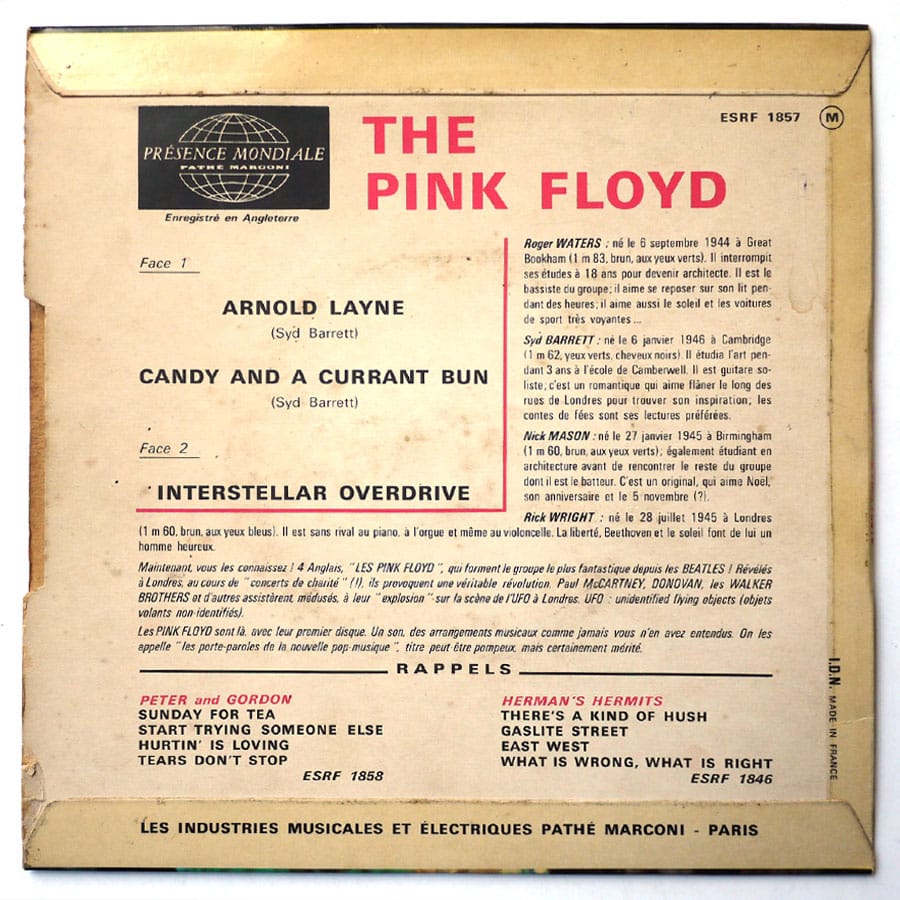 PRÉSENCE MONDIALE
PATHÉ MARCONI
Enregistré en Angleterre
THE
PINK FLOYD
ESRF 1857 M
Face 1
ARNOLD LAYNE
(Syd Barrett)
CANDY AND A CURRANT BUN
(Syd Barrett)
Face 2
INTERSTELLAR OVERDRIVE
Roger WATERS : né le 6 septembre 1944 à Great
Bookham (1 m 83, brun, aux yeux verts). Il interrompit
ses études à 18 ans pour devenir architecte. Il est le
bassiste du groupe; il aime se reposer sur son lit pen-
dant des heures; il aime aussi le soleil et les voitures
de sport très voyantes...
Syd BARRETT : né le 6 janvier 1946 à Cambridge
(1 m 62, yeux verts, cheveux noirs). Il étudia l'art pen-
dant 3 ans à l'école de Camberwell. Il est guitare so-
liste; c'est un romantique qui aime flâner le long des
rues de Londres pour trouver son inspiration; les
contes de fées sont ses lectures préférées.
Nick MASON : né le 27 janvier 1945 à Birmingham
(1 m 60, brun, aux yeux verts); également étudiant en
architecture avant de rencontrer le reste du groupe
dont il est le batteur. C'est un original, qui aime Noël,
son anniversaire et le 5 novembre (?).
Rick WRIGHT : né le 28 juillet 1945 à Londres
(1 m 60, brun, aux yeux bleus). Il est sans rival au piano, à l'orgue et même au violoncelle. La liberté, Beethoven et le soleil font de lui un
homme heureux.
Maintenant, vous les connaissez ! 4 Anglais, "LES PINK FLOYD", qui forment le groupe le plus fantastique depuis les BEATLES ! Révélés
à Londres, au cours de "concerts de charité" (!), ils provoquent une véritable révolution. Paul McCARTNEY, DONOVAN, les WALKER
BROTHERS et d'autres assistèrent, médusés, à leur "explosion" sur la scène de l'UFO à Londres. UFO : unidentified flying objects (objets
volants non-identifiés).
Les PINK FLOYD sont là, avec leur premier disque. Un son, des arrangements musicaux comme jamais vous n'en avez entendus. On les
appelle "les porte-paroles de la nouvelle pop-musique", titre peut-être pompeux, mais certainement mérité.
RAPPELS
PETER and GORDON
SUNDAY FOR TEA
START TRYING SOMEONE ELSE
HURTIN' IS LOVING
TEARS DON'T STOP
ESRF 1858
HERMAN'S HERMITS
THERE'S A KIND OF HUSH
GASLITE STREET
EAST WEST
WHAT IS WRONG, WHAT IS RIGHT
ESRF 1846
I.D.N. MADE IN FRANCE
LES INDUSTRIES MUSICALES ET ÉLECTRIQUES PATHÉ MARCONI - PARIS